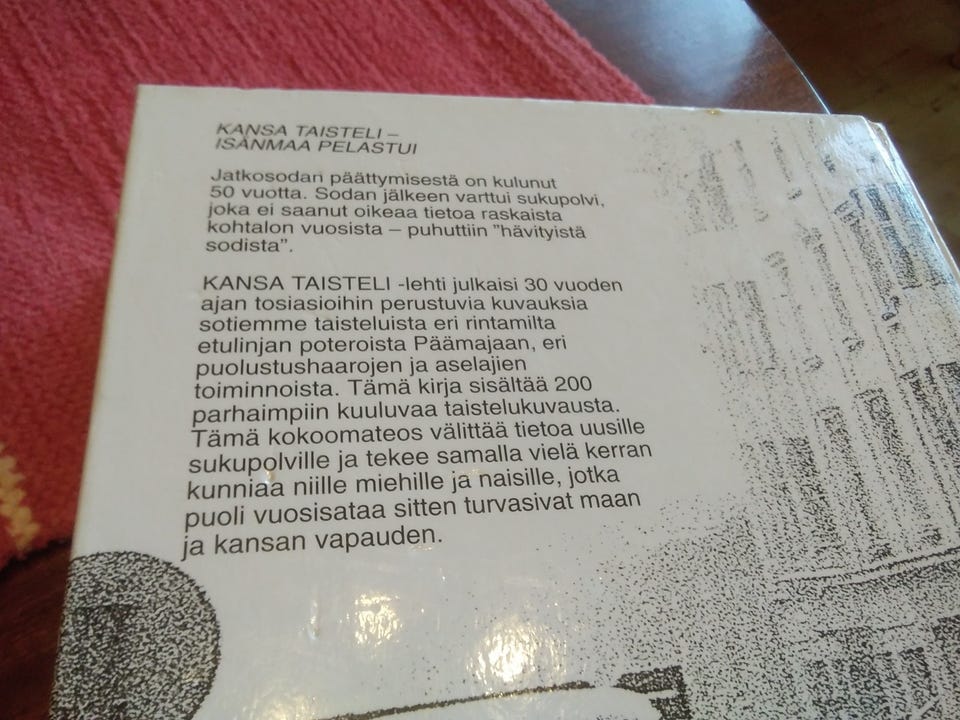 KANSA TAISTELI –
ISÄNMAA PELASTUI
Jatkosodan päättymisestä on kulunut
50 vuotta. Sodan jälkeen varttui sukupolvi,
joka ei saanut oikeaa tietoa raskaista
kohtalon vuosista – puhuttiin ”hävityistä
sodista”.
KANSA TAISTELI -lehti julkaisi 30 vuoden
ajan tosiasioihin perustuvia kuvauksia
sotiemme taisteluista eri rintamilta
etulinjan poteroista Päämajaan, eri
puolustushaarojen ja aselajien
toiminnoista. Tämä kirja sisältää 200
parhaimpiin kuuluvaa taistelukuvausta.
Tämä kokoomateos välittää tietoa uusille
sukupolville ja tekee samalla vielä kerran
kunniaa niille miehille ja naisille, jotka
puoli vuosisataa sitten turvasivat maan
ja kansan vapauden.